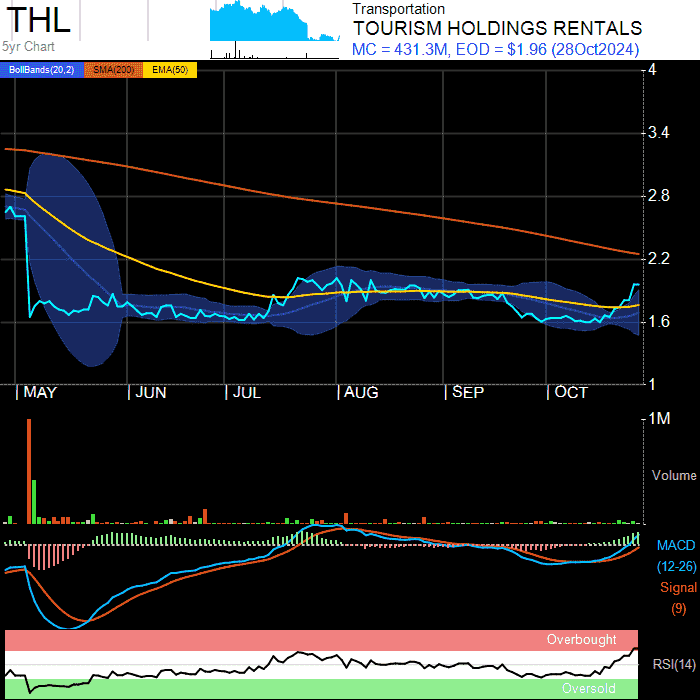 THL
5yr Chart
Transportation
TOURISM HOLDINGS RENTALS
MC = 431.3M, EOD = $1.96 (28Oct2024)
BollBands(20,2) SMA(200) EMA(50)
4
3.4
2.8
2.2
1.6
1
MAY JUN JUL AUG SEP OCT
1M
Volume
MACD
(12-26)
Signal
(9)
Overbought
RSI(14)
Oversold